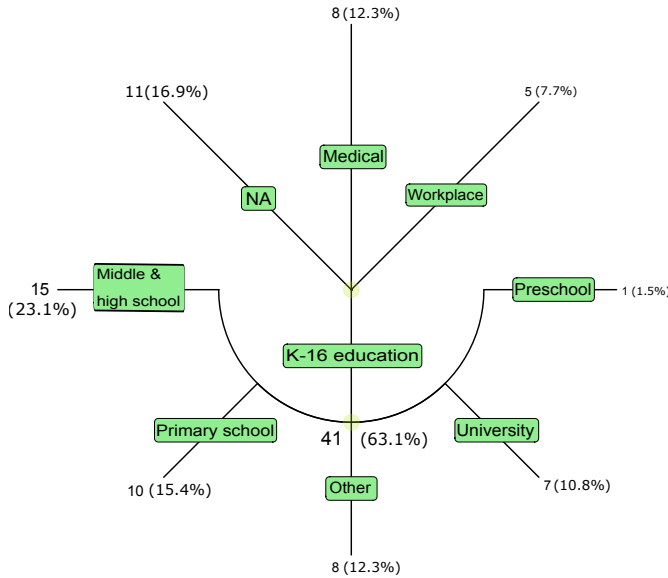 8 (12.3%)
11(16.9%)
5 (7.7%)
Medical
NA
Workplace
Middle &
high school
15
(23.1%)
Preschool
1 (1.5%)
K-16 education
Primary school
41 (63.1%)
University
10 (15.4%)
Other
7 (10.8%)
8 (12.3%)